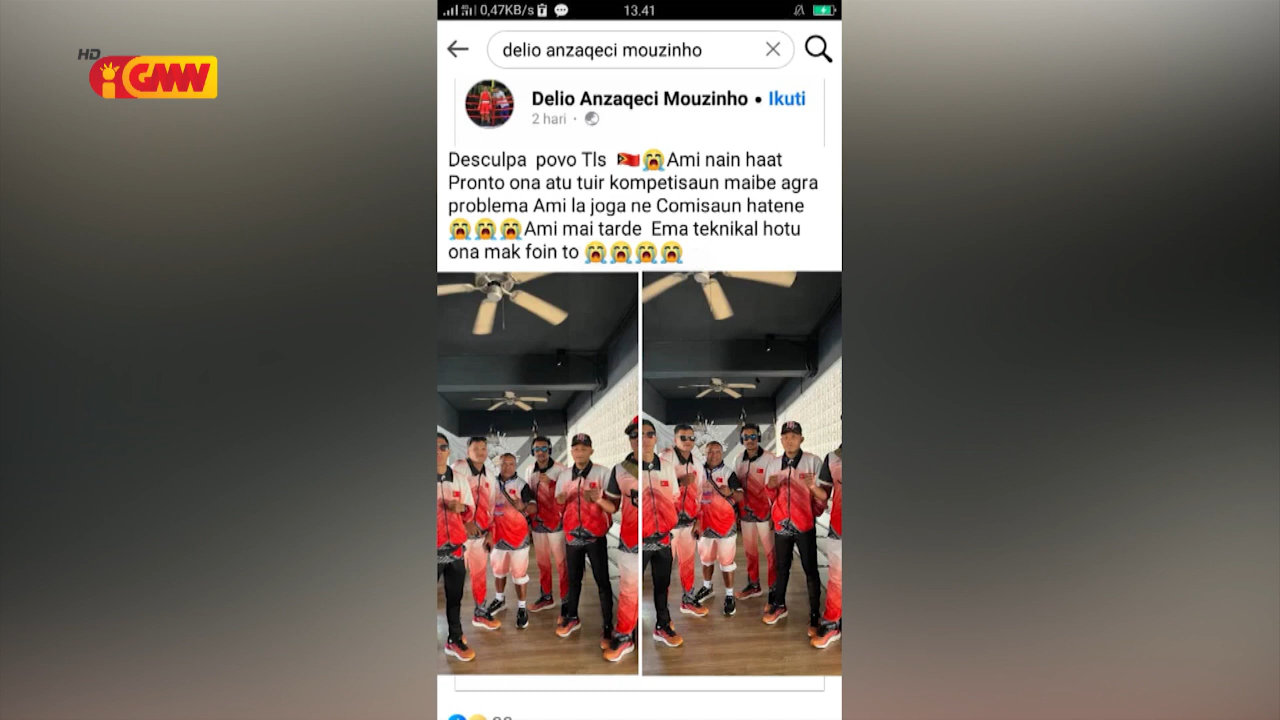 0,47KB/s
13.41
delio anzaqeci mouzinho
HD
GMW
Delio Anzaqeci Mouzinho • Ikuti
2 hari ·
Desculpa povo Tls 🇹🇱😭Ami nain haat
Pronto ona atu tuir kompetisaun maibe agra
problema Ami la joga ne Comisaun hatene
😭😭😭Ami mai tarde Ema teknikal hotu
ona mak foin to 😭😭😭😭